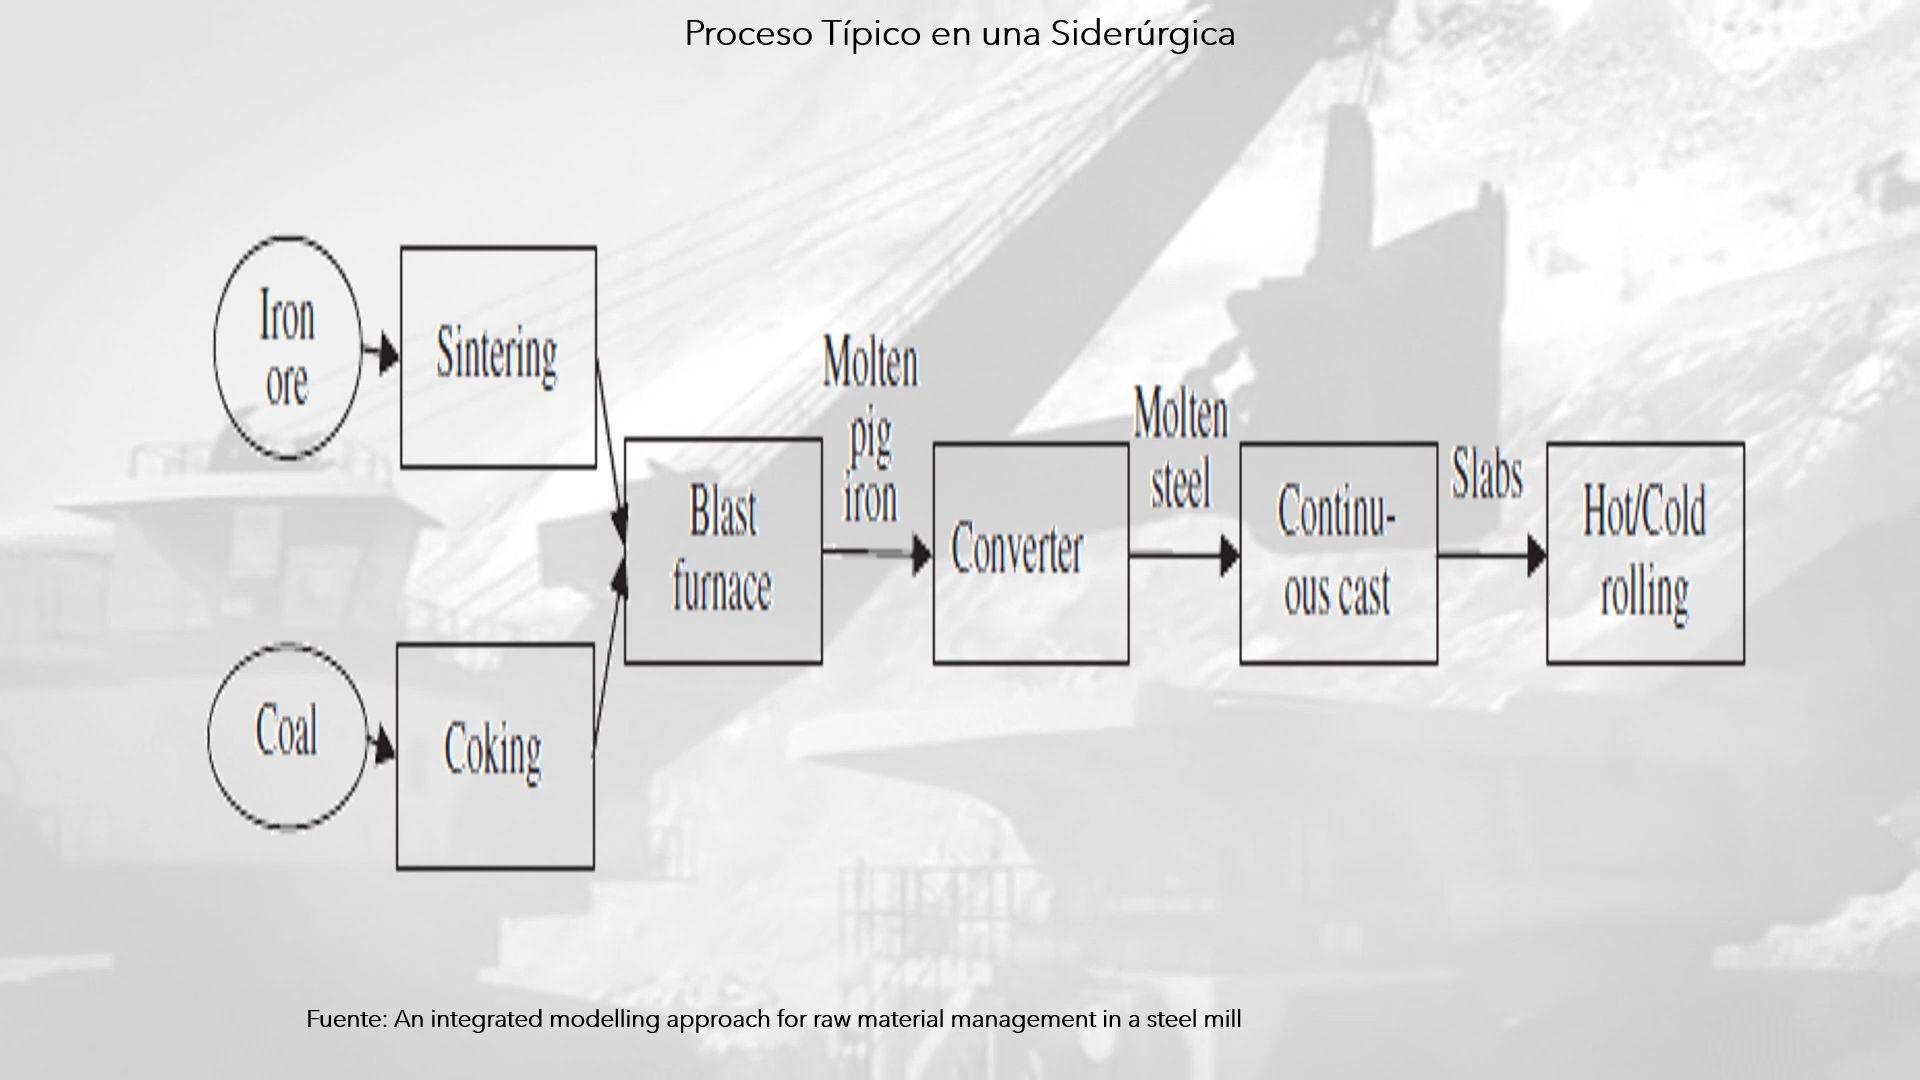 Proceso Típico en una Siderúrgica
Iron
ore
Sintering
Coal
Coking
Blast
furnace
Molten
pig
iron
Converter
Molten
steel
Continu-
ous cast
Slabs
Hot/Cold
rolling
Fuente: An integrated modelling approach for raw material management in a steel mill